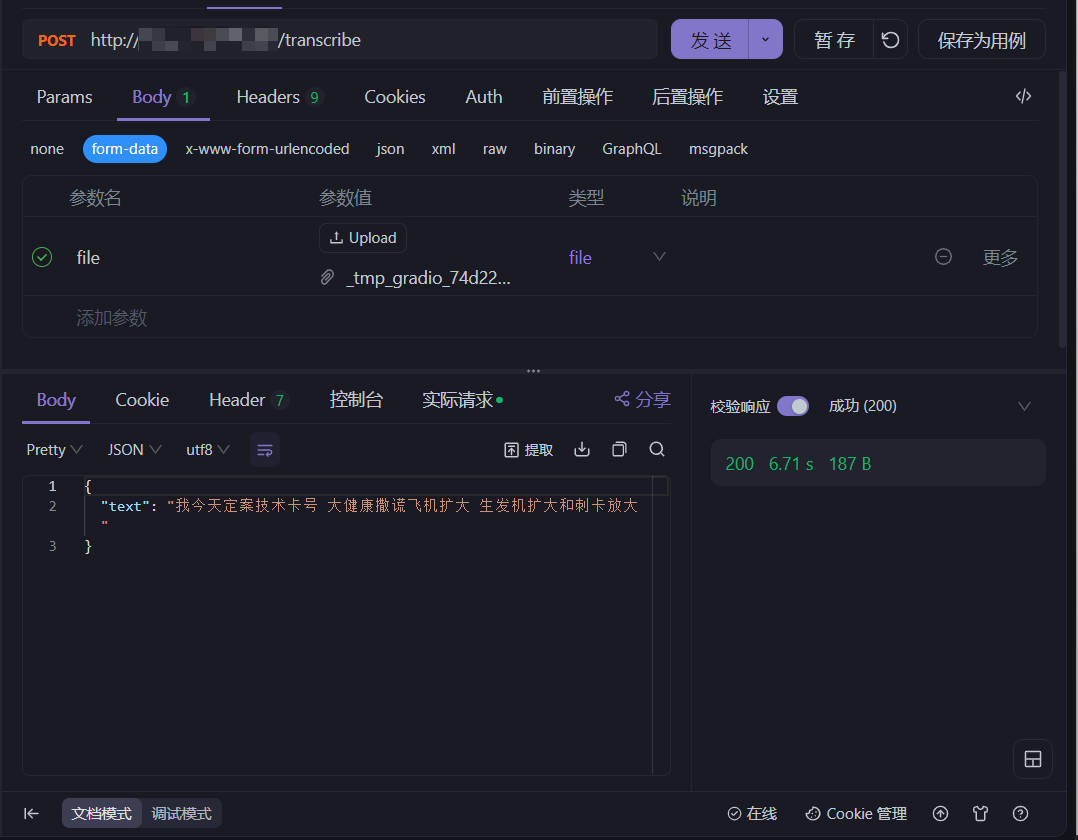 POST http:// /transcribe 发送 暂存 保存为用例
Params Body 1 Headers 9 Cookies Auth 前置操作 后置操作 设置 </>
none form-data x-www-form-urlencoded json xml raw binary GraphQL msgpack
参数名 参数值 类型 说明
Upload
file file 更多
_tmp_gradio_74d22...
添加参数
Body Cookie Header 7 控制台 实际请求 分享
Pretty JSON utf8 提取
1 {
2 "text": "我今天定案技术卡号 大健康撒谎飞机扩大 生发机扩大和刺卡放大
"
3 }
校验响应 成功 (200)
200 6.71 s 187 B
文档模式 调试模式 在线 Cookie 管理